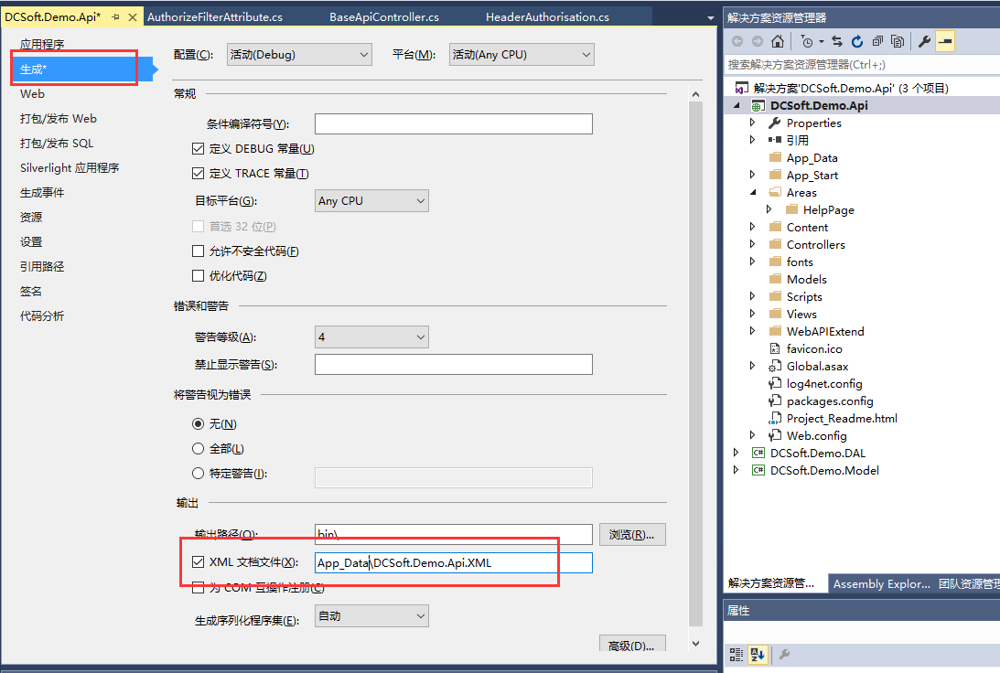 DCSoft.Demo.Api*
AuthorizeFilterAttribute.cs
BaseApiController.cs
HeaderAuthorisation.cs
应用程序
生成*
Web
打包/发布 Web
打包/发布 SQL
Silverlight 应用程序
生成事件
资源
设置
引用路径
签名
代码分析
配置(C):
活动(Debug)
平台(M):
活动(Any CPU)
常规
条件编译符号(Y):
定义 DEBUG 常量(U)
定义 TRACE 常量(T)
目标平台(G):
Any CPU
首选 32 位(P)
允许不安全代码(F)
优化代码(Z)
错误和警告
警告等级(A):
4
禁止显示警告(S):
将警告视为错误
无(N)
全部(L)
特定警告(I):
输出
输出路径(O):
bin\
浏览(R)...
XML 文档文件(X):
App_Data\DCSoft.Demo.Api.XML
为 COM 互操作注册(C)
生成序列化程序集(E):
自动
高级(D)...
解决方案资源管理器
搜索解决方案资源管理器(Ctrl+;)
解决方案'DCSoft.Demo.Api' (3 个项目)
DCSoft.Demo.Api
Properties
引用
App_Data
App_Start
Areas
HelpPage
Content
Controllers
fonts
Models
Scripts
Views
WebAPIExtend
favicon.ico
Global.asax
log4net.config
packages.config
Project_Readme.html
Web.config
DCSoft.Demo.DAL
DCSoft.Demo.Model
解决方案资源管...
Assembly Explor...
团队资源管理
属性